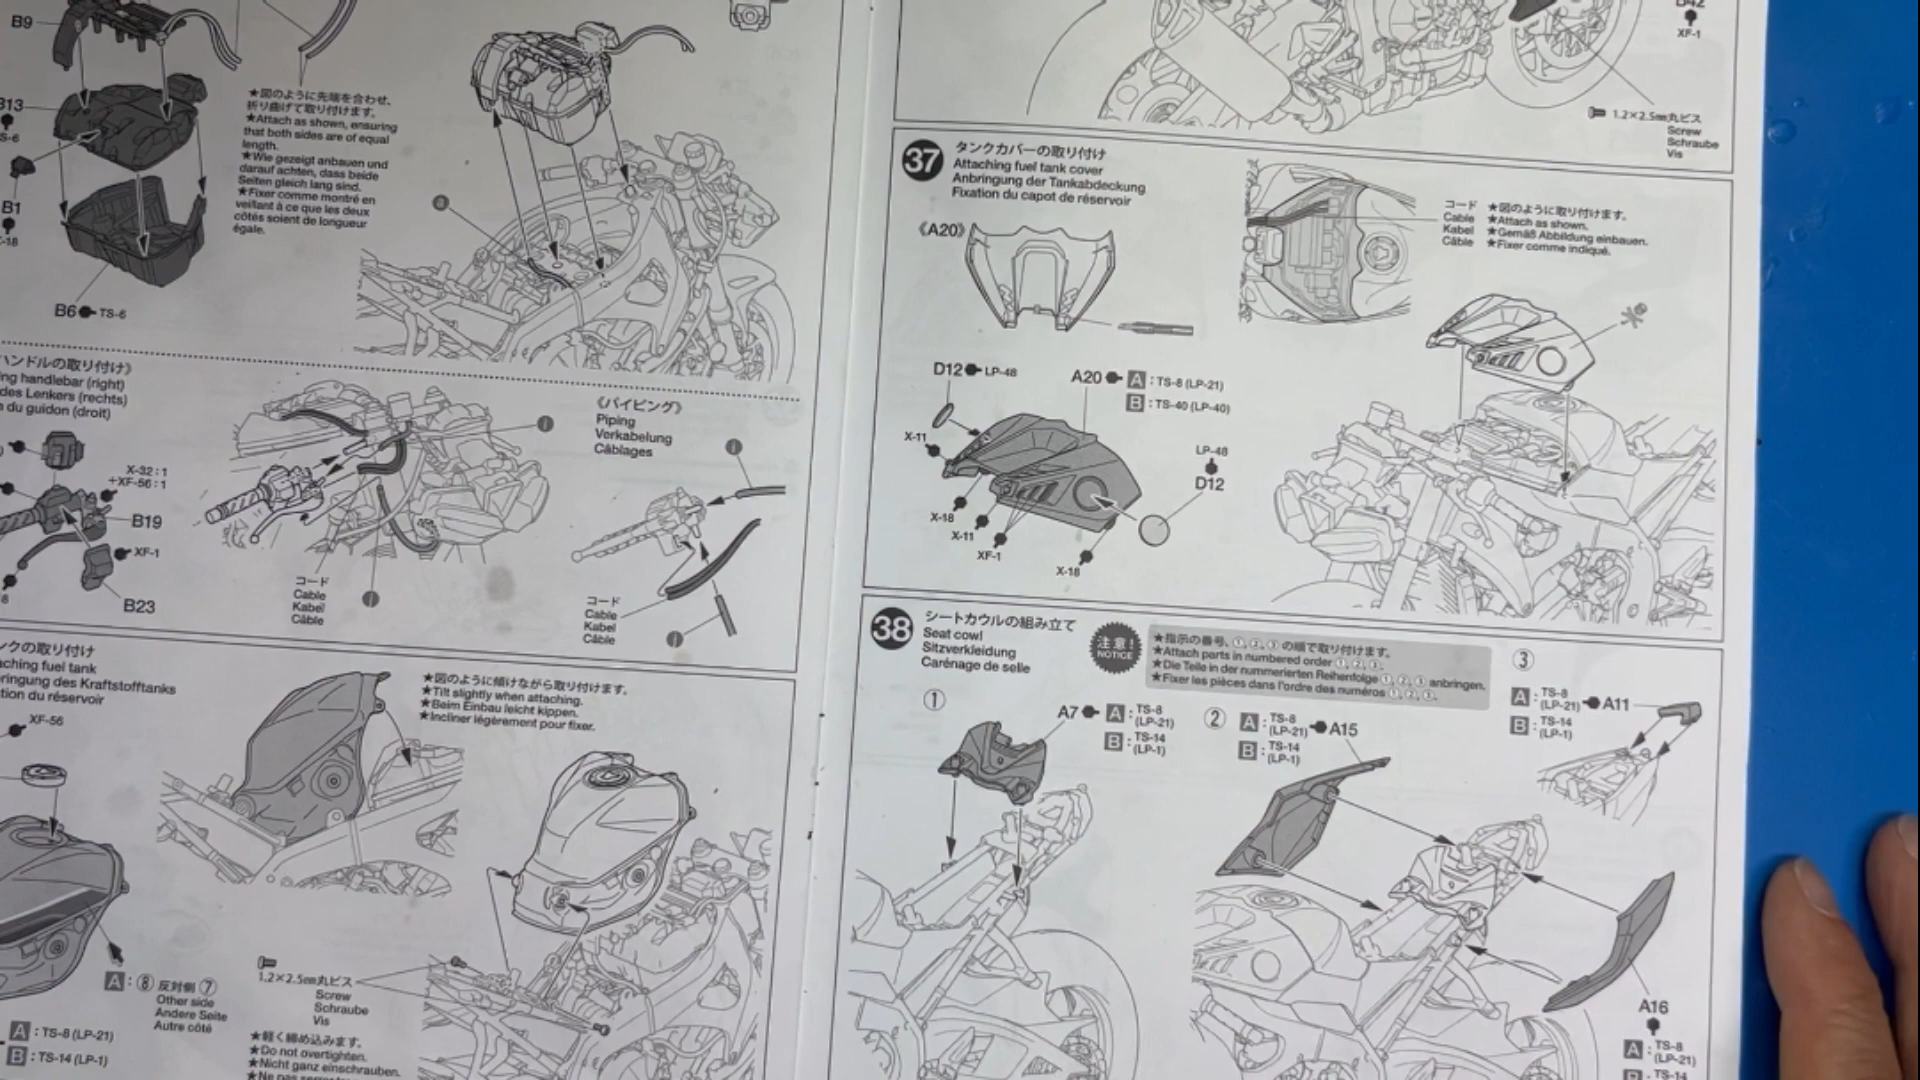 B9
B13
B1
B6 TS-6
★図のように先端を合わせ、
折り曲げて取り付けます。
★Attach as shown, ensuring
that both sides are of equal
length.
★Wie gezeigt anbauen und
darauf achten, dass beide
Seiten gleich lang sind.
★Fixer comme montré en
veillant à ce que les deux
côtés soient de longueur
égale.
ハンドルの取り付け》
handlebar (right)
des Lenkers (rechts)
du guidon (droit)
X-32:1
+XF-56:1
B19
XF-1
B23
コード
Cable
Kabel
Câble
《パイピング》
Piping
Verkabelung
Câblages
コード
Cable
Kabel
Câble
の取り付け
fuel tank
des Kraftstofftanks
du réservoir
XF-56
★図のように傾けながら取り付けます。
★Tilt slightly when attaching.
★Beim Einbau leicht kippen.
★Incliner légèrement pour fixer.
A : ⑧ 反対側 ⑦
Other side
Andere Seite
Autre côté
A : TS-8 (LP-21)
B : TS-14 (LP-1)
1.2×2.5mm丸ビス
Screw
Schraube
Vis
★軽く締め込みます。
★Do not overtighten.
★Nicht ganz einschrauben.
B42
XF-1
1.2×2.5mm丸ビス
Screw
Schraube
Vis
37 タンクカバーの取り付け
Attaching fuel tank cover
Anbringung der Tankabdeckung
Fixation du capot de réservoir
《A20》
コード
Cable
Kabel
Câble
★図のように取り付けます。
★Attach as shown.
★Gemäß Abbildung einbauen.
★Fixer comme indiqué.
D12 LP-48
A20 A : TS-8 (LP-21)
B : TS-40 (LP-40)
X-11
LP-48
D12
X-18
X-11
XF-1
X-18
38 シートカウルの組み立て
Seat cowl
Sitzverkleidung
Carénage de selle
注意!
NOTICE
★指示の番号、①,②,③ の順で取り付けます。
★Attach parts in numbered order ①, ②, ③.
★Die Teile in der nummerierten Reihenfolge ①, ②, ③ anbringen.
★Fixer les pièces dans l'ordre des numéros ①, ②, ③.
①
A7 A : TS-8
(LP-21)
B : TS-14
(LP-1)
②
A : TS-8
(LP-21) A15
B : TS-14
(LP-1)
③
A : TS-8
(LP-21) A11
B : TS-14
(LP-1)
A16
A : TS-8
(LP-21)
B : TS-14